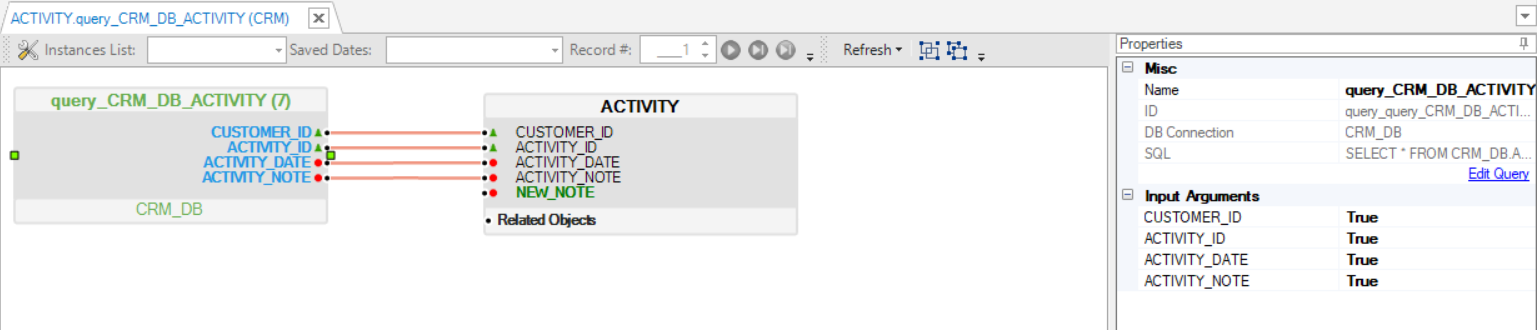 ACTIVITY.query_CRM_DB_ACTIVITY (CRM)
Instances List: Saved Dates: Record #: ___1 Refresh
query_CRM_DB_ACTIVITY (7)
CUSTOMER_ID
ACTIVITY_ID
ACTIVITY_DATE
ACTIVITY_NOTE
CRM_DB
ACTIVITY
CUSTOMER_ID
ACTIVITY_ID
ACTIVITY_DATE
ACTIVITY_NOTE
NEW_NOTE
Related Objects
Properties
Misc
Name query_CRM_DB_ACTIVITY
ID query_query_CRM_DB_ACTI...
DB Connection CRM_DB
SQL SELECT * FROM CRM_DB.A...
Edit Query
Input Arguments
CUSTOMER_ID True
ACTIVITY_ID True
ACTIVITY_DATE True
ACTIVITY_NOTE True